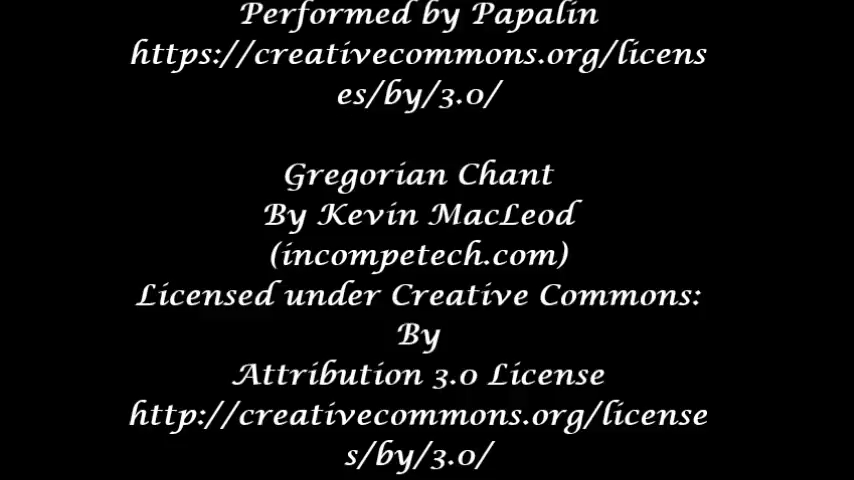 Performed by Papalin
https://creativecommons.org/licens
es/by/3.0/
Gregorian Chant
By Kevin MacLeod
(incompetech.com)
Licensed under Creative Commons:
By
Attribution 3.0 License
http://creativecommons.org/license
s/by/3.0/